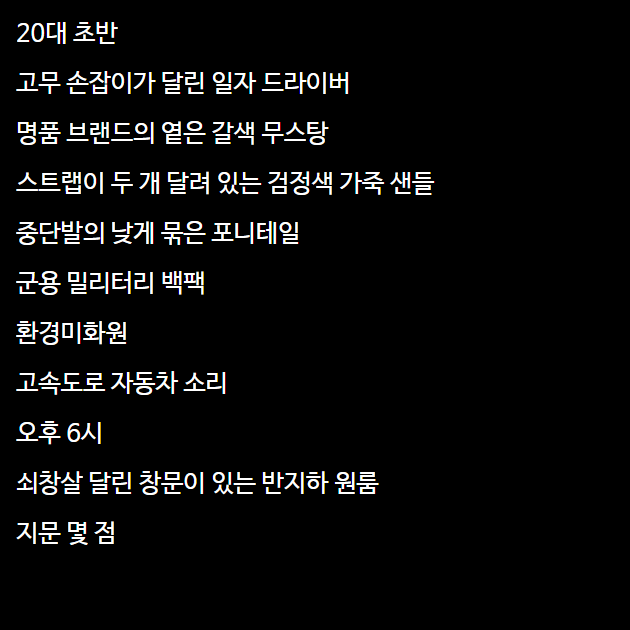 20대 초반
고무 손잡이가 달린 일자 드라이버
명품 브랜드의 옅은 갈색 무스탕
스트랩이 두 개 달려 있는 검정색 가죽 샌들
중단발의 낮게 묶은 포니테일
군용 밀리터리 백팩
환경미화원
고속도로 자동차 소리
오후 6시
쇠창살 달린 창문이 있는 반지하 원룸
지문 몇 점